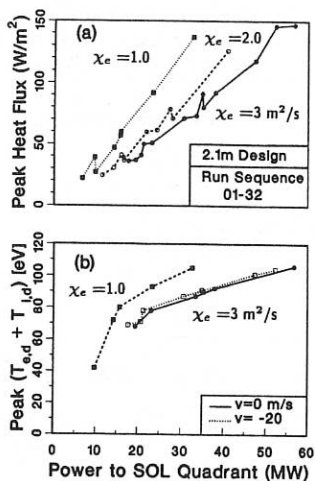 (a)
χe = 1.0
χe = 2.0
χe = 3 m²/s
2.1m Design
Run Sequence
01-32
Peak Heat Flux (W/m²)
150
100
50
0
(b)
χe = 1.0
χe = 3 m²/s
v=0 m/s
v= -20
Peak (Te,d + Ti,d) [eV]
120
100
80
60
40
20
0
0 10 20 30 40 50 60
Power to SOL Quadrant (MW)